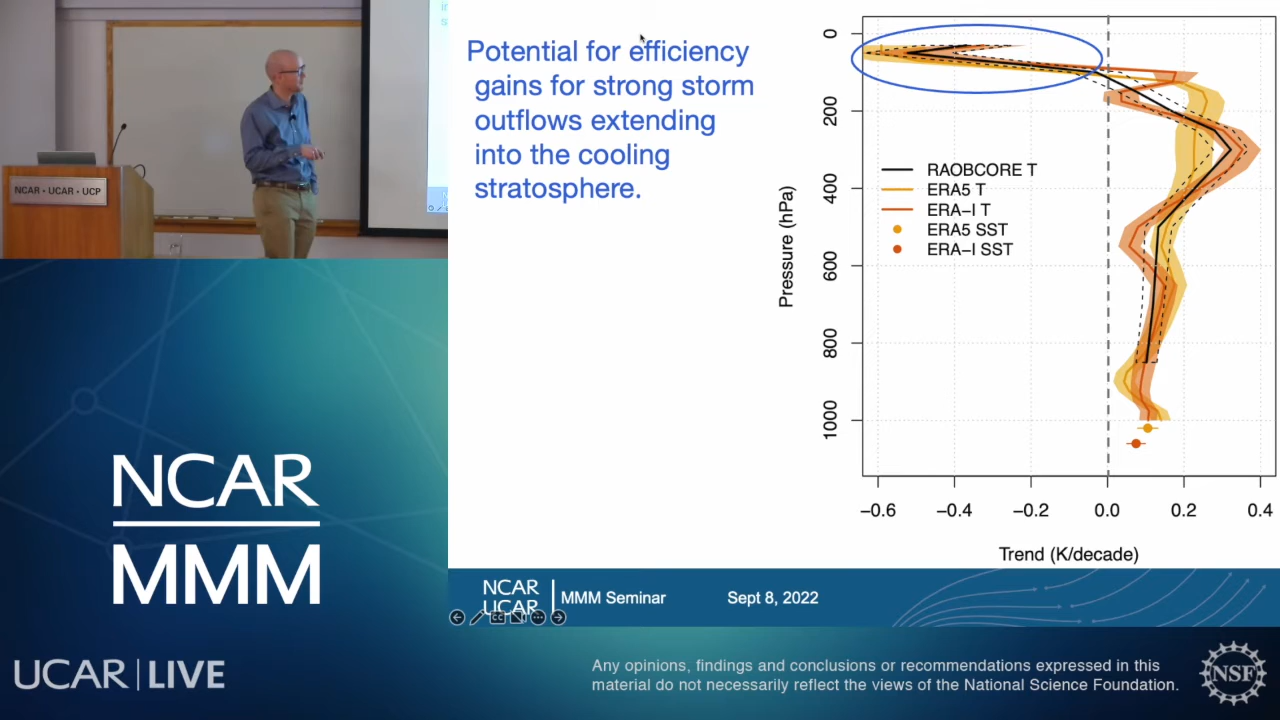 NCAR • UCAR • UCP
Potential for efficiency
gains for strong storm
outflows extending
into the cooling
stratosphere.
0
200
400
600
800
1000
Pressure (hPa)
RAOBCORE T
ERA5 T
ERA–I T
ERA5 SST
ERA–I SST
−0.6
−0.4
−0.2
0.0
0.2
0.4
Trend (K/decade)
NCAR
MMM
NCAR
UCAR
MMM Seminar
Sept 8, 2022
CC
UCAR | LIVE
Any opinions, findings and conclusions or recommendations expressed in this
material do not necessarily reflect the views of the National Science Foundation.
NSF